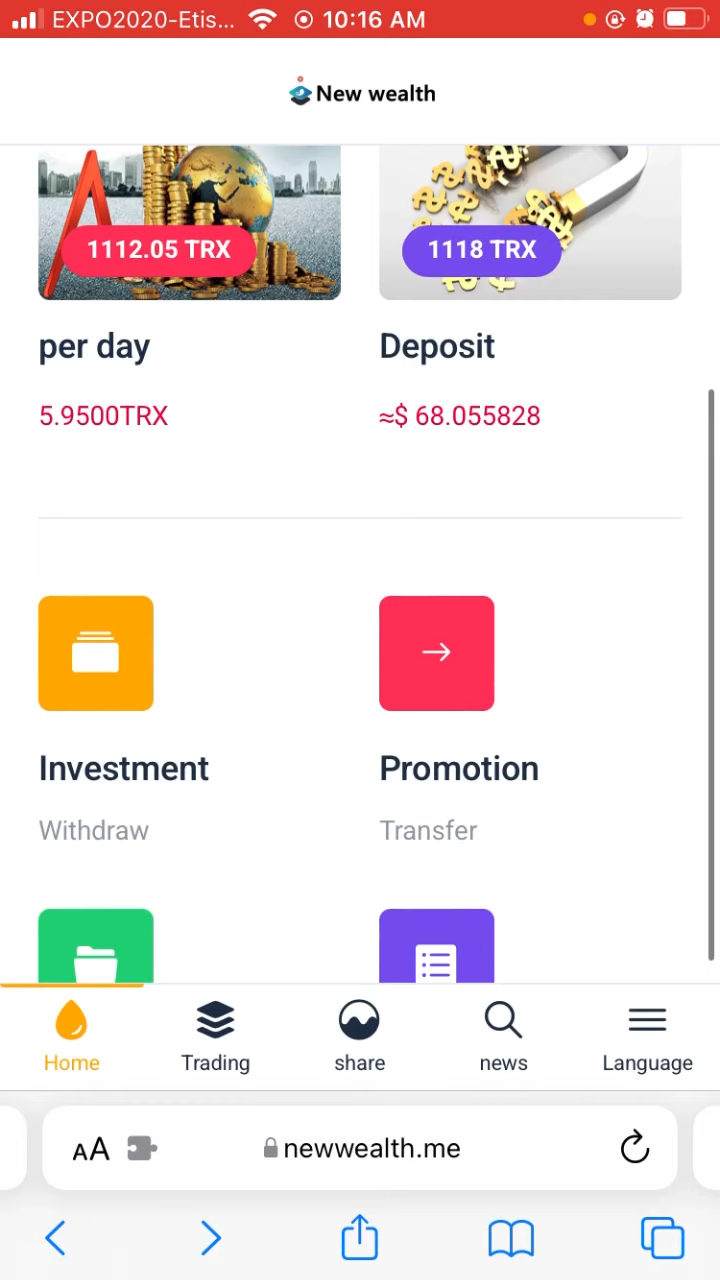 EXPO2020-Etis... 10:16 AM
New wealth
1112.05 TRX
1118 TRX
per day
Deposit
5.9500TRX
≈$ 68.055828
Investment
Promotion
Withdraw
Transfer
Home
Trading
share
news
Language
AA
newwealth.me